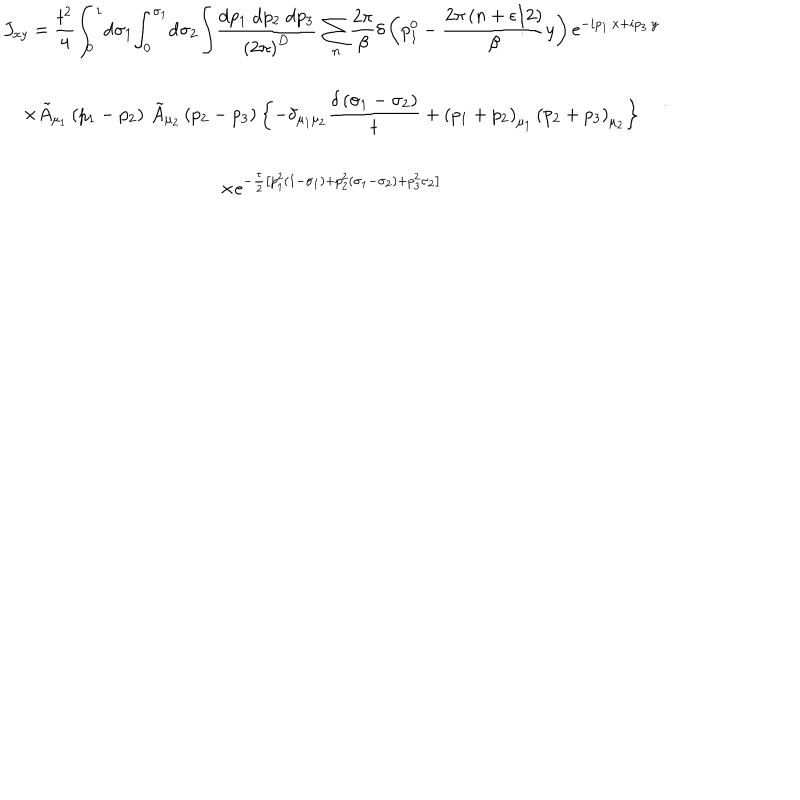 J_{xy} = \frac{t^2}{4} \int_0^1 d\sigma_1 \int_0^{\sigma_1} d\sigma_2 \int \frac{dp_1 \, dp_2 \, dp_3}{(2\pi)^D} \sum_n \frac{2\pi}{\beta} \delta \left( p_1^0 - \frac{2\pi (n + \epsilon 1 2)}{\beta} y \right) e^{-ip_1 x + ip_3 y}
\times \tilde{A}_{\mu_1} (p_1 - p_2) \, \tilde{A}_{\mu_2} (p_2 - p_3) \left\{ -\delta_{\mu_1 \mu_2} \frac{\delta (\sigma_1 - \sigma_2)}{t} + (p_1 + p_2)_{\mu_1} (p_2 + p_3)_{\mu_2} \right\}
\times e^{-\frac{\tau}{2} [p_1^2 (1 - \sigma_1) + p_2^2 (\sigma_1 - \sigma_2) + p_3^2 \sigma_2]}